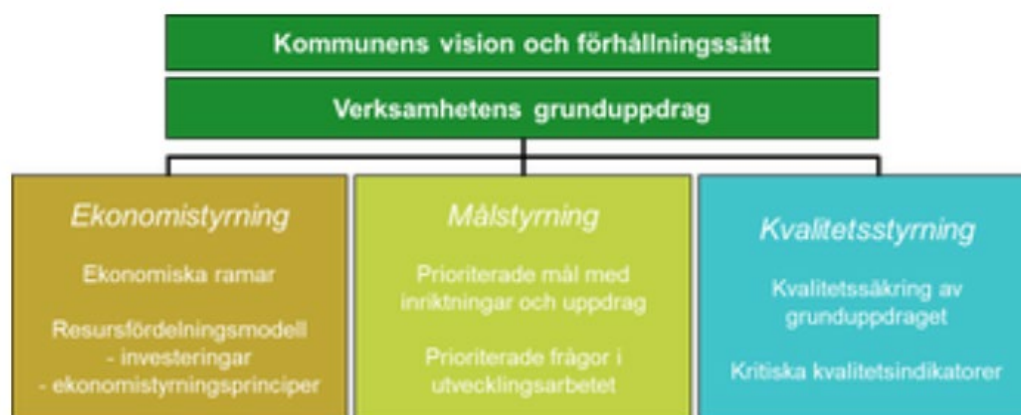 Kommunens vision och förhållningssätt
Verksamhetens grunduppdrag
Ekonomistyrning
Ekonomiska ramar
Resursfördelningsmodell
- investeringar
- ekonomistyrningsprinciper
Målstyrning
Prioriterade mål med
inriktningar och uppdrag
Prioriterade frågor i
utvecklingsarbetet
Kvalitetsstyrning
Kvalitetssäkring av
grunduppdraget
Kritiska kvalitetsindikatorer